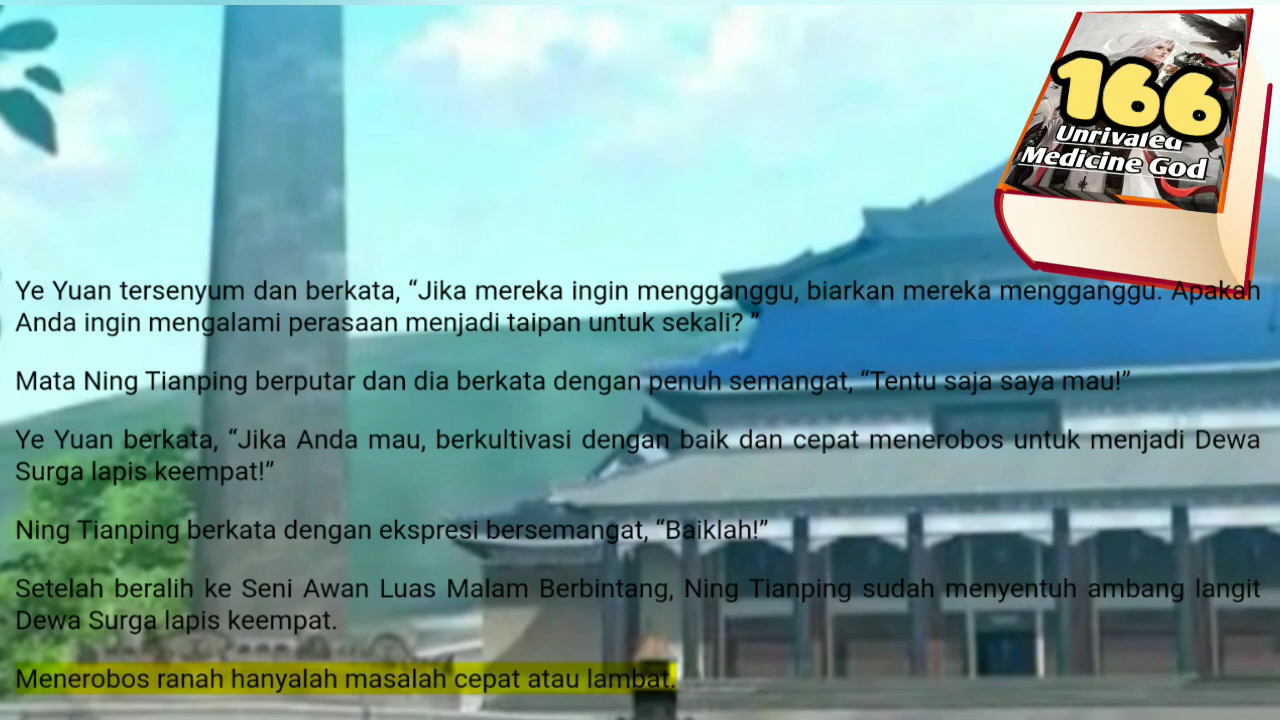 166
Unrivaled
Medicine God
Ye Yuan tersenyum dan berkata, “Jika mereka ingin mengganggu, biarkan mereka mengganggu. Apakah
Anda ingin mengalami perasaan menjadi taipan untuk sekali? ”
Mata Ning Tianping berputar dan dia berkata dengan penuh semangat, “Tentu saja saya mau!”
Ye Yuan berkata, “Jika Anda mau, berkultivasi dengan baik dan cepat menerobos untuk menjadi Dewa
Surga lapis keempat!”
Ning Tianping berkata dengan ekspresi bersemangat, “Baiklah!”
Setelah beralih ke Seni Awan Luas Malam Berbintang, Ning Tianping sudah menyentuh ambang langit
Dewa Surga lapis keempat.
Menerobos ranah hanyalah masalah cepat atau lambat.